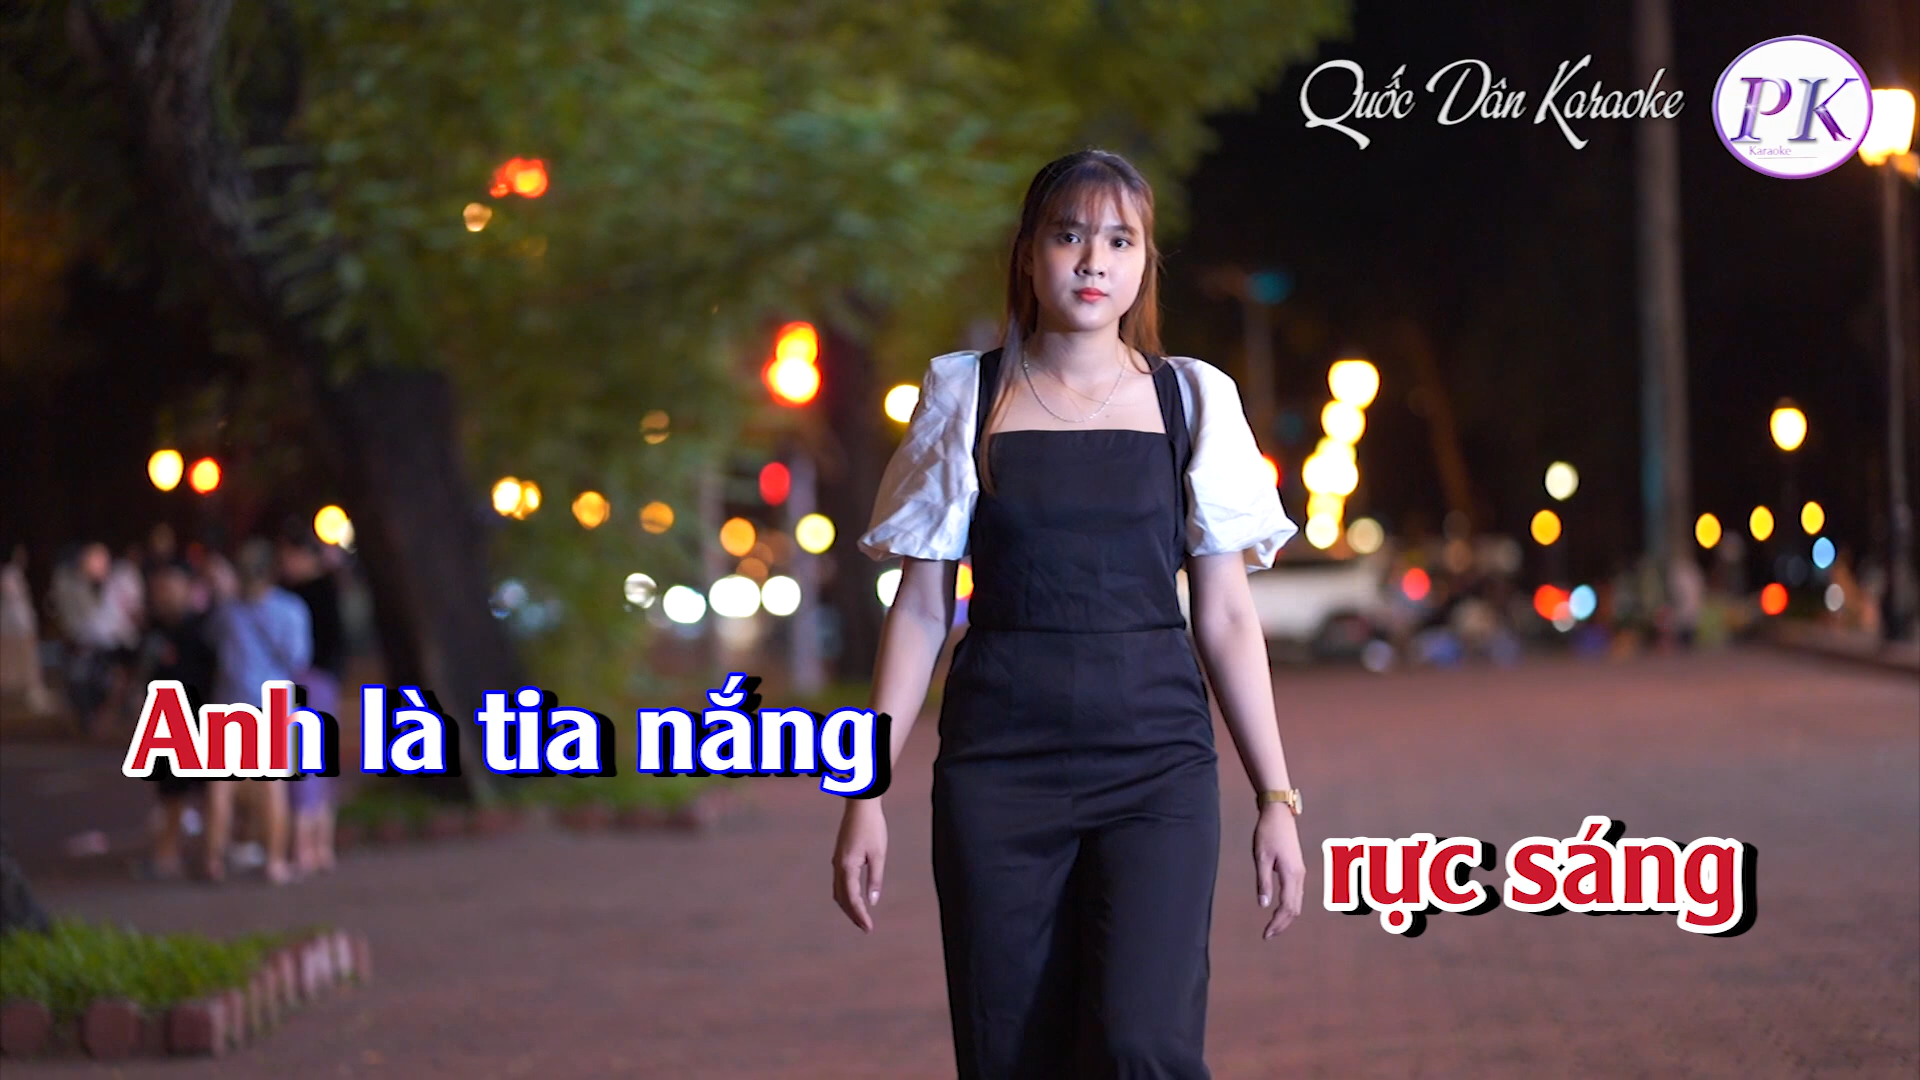 Quốc Dân Karaoke
PK
Karaoke
Anh là tia nắng
rực sáng